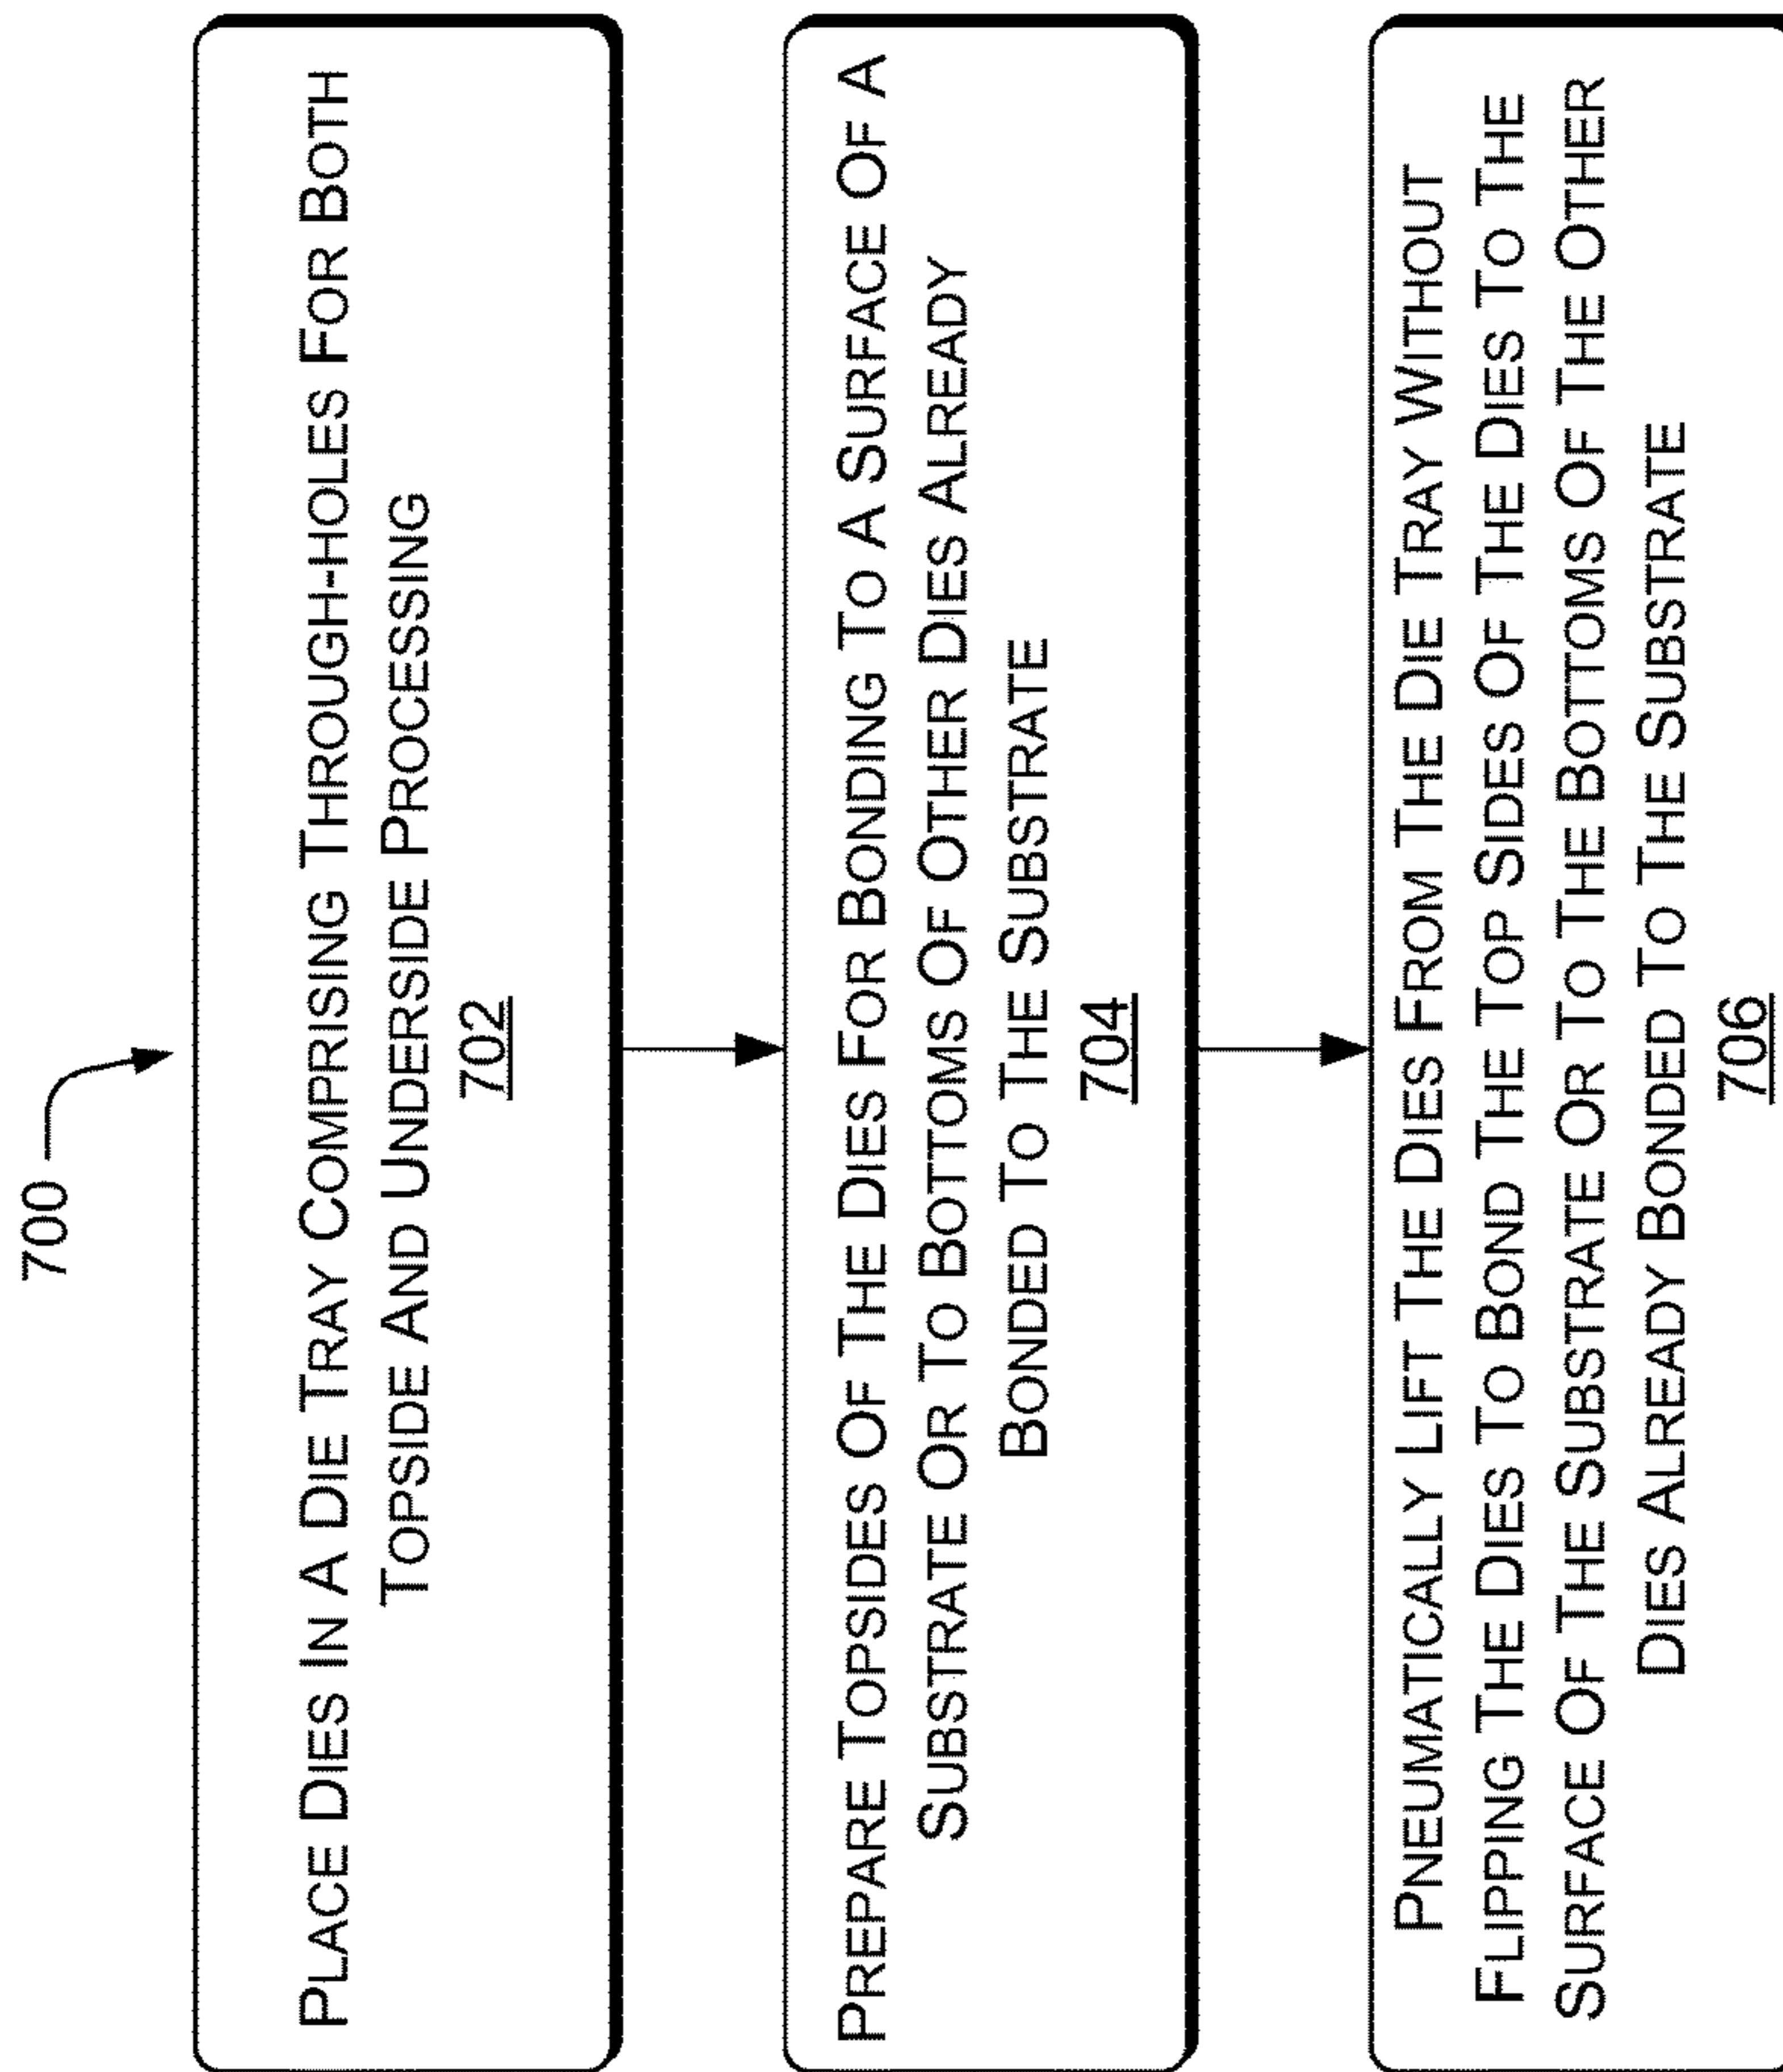 700
PLACE DIES IN A DIE TRAY COMPRISING THROUGH-HOLES FOR BOTH
TOPSIDE AND UNDERSIDE PROCESSING
702
PREPARE TOPSIDES OF THE DIES FOR BONDING TO A SURFACE OF A
SUBSTRATE OR TO BOTTOMS OF OTHER DIES ALREADY
BONDED TO THE SUBSTRATE
704
PNEUMATICALLY LIFT THE DIES FROM THE DIE TRAY WITHOUT
FLIPPING THE DIES TO BOND THE TOP SIDES OF THE DIES TO THE
SURFACE OF THE SUBSTRATE OR TO THE BOTTOMS OF THE OTHER
DIES ALREADY BONDED TO THE SUBSTRATE
706